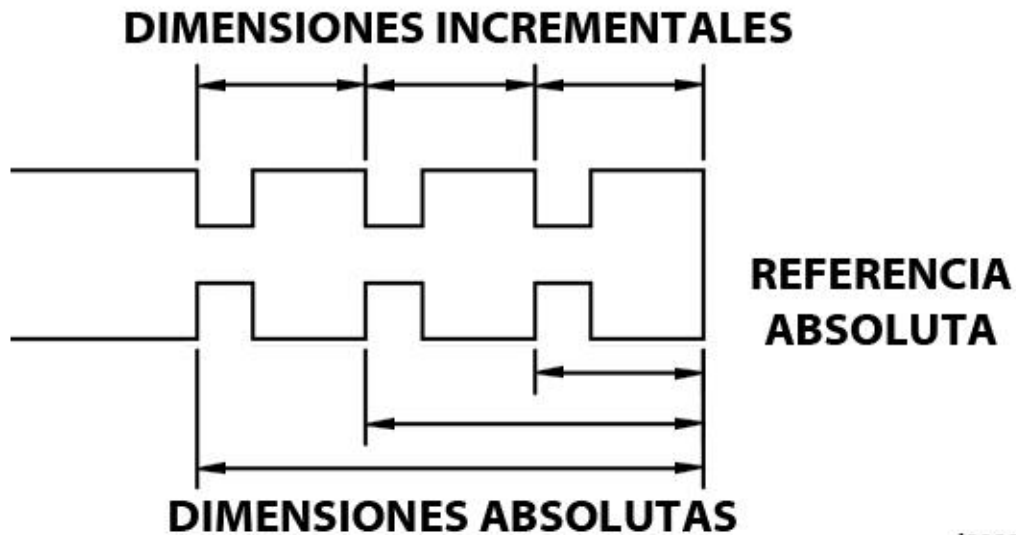 DIMENSIONES INCREMENTALES
REFERENCIA
ABSOLUTA
DIMENSIONES ABSOLUTAS